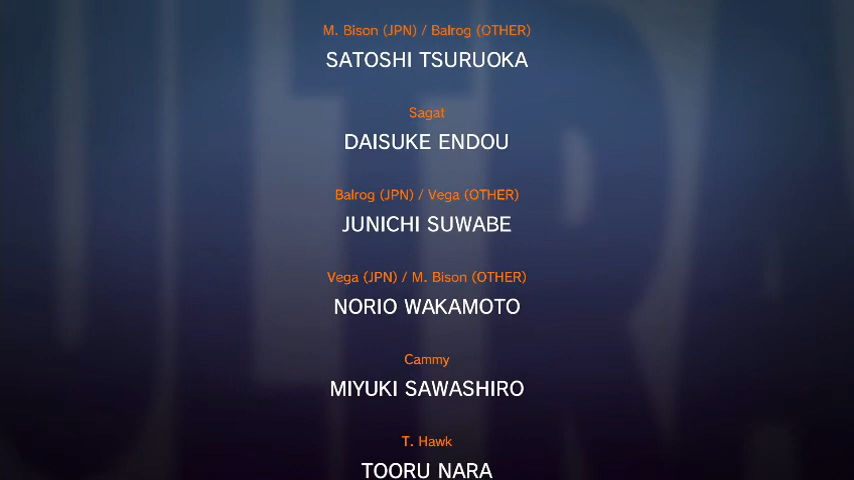 M. Bison (JPN) / Balrog (OTHER)
SATOSHI TSURUOKA
Sagat
DAISUKE ENDOU
Balrog (JPN) / Vega (OTHER)
JUNICHI SUWABE
Vega (JPN) / M. Bison (OTHER)
NORIO WAKAMOTO
Cammy
MIYUKI SAWASHIRO
T. Hawk
TOORU NARA